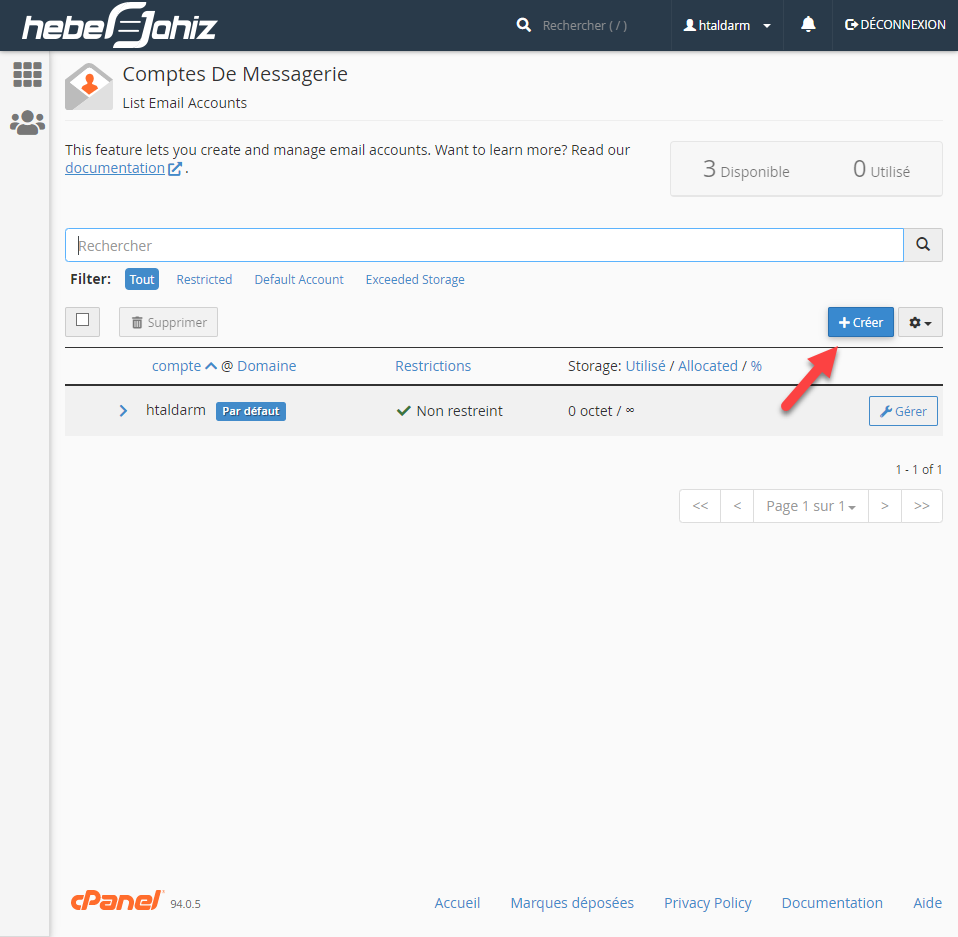 hebergJahiz
Rechercher ( / )
htaldarm
DÉCONNEXION
Comptes De Messagerie
List Email Accounts
This feature lets you create and manage email accounts. Want to learn more? Read our
documentation .
3 Disponible
0 Utilisé
Rechercher
Filter: Tout Restricted Default Account Exceeded Storage
Supprimer
Créer
compte @ Domaine Restrictions Storage: Utilisé / Allocated / %
htaldarm Par défaut Non restreint 0 octet / ∞ Gérer
1 - 1 of 1
<< < Page 1 sur 1 > >>
cPanel 94.0.5 Accueil Marques déposées Privacy Policy Documentation Aide